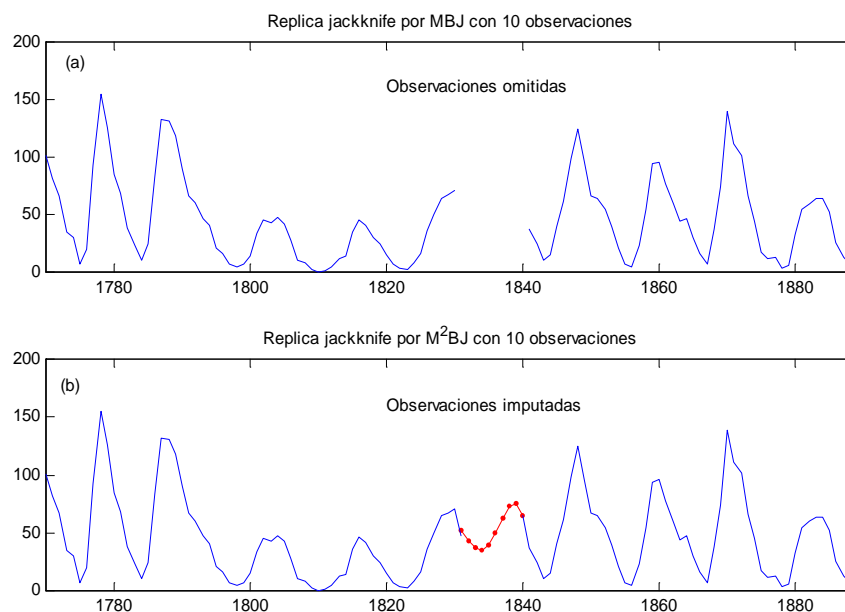 Replica jackknife por MBJ con 10 observaciones
200
(a)
Observaciones omitidas
150
100
50
0
1780 1800 1820 1840 1860 1880
Replica jackknife por M²BJ con 10 observaciones
200
(b)
Observaciones imputadas
150
100
50
0
1780 1800 1820 1840 1860 1880